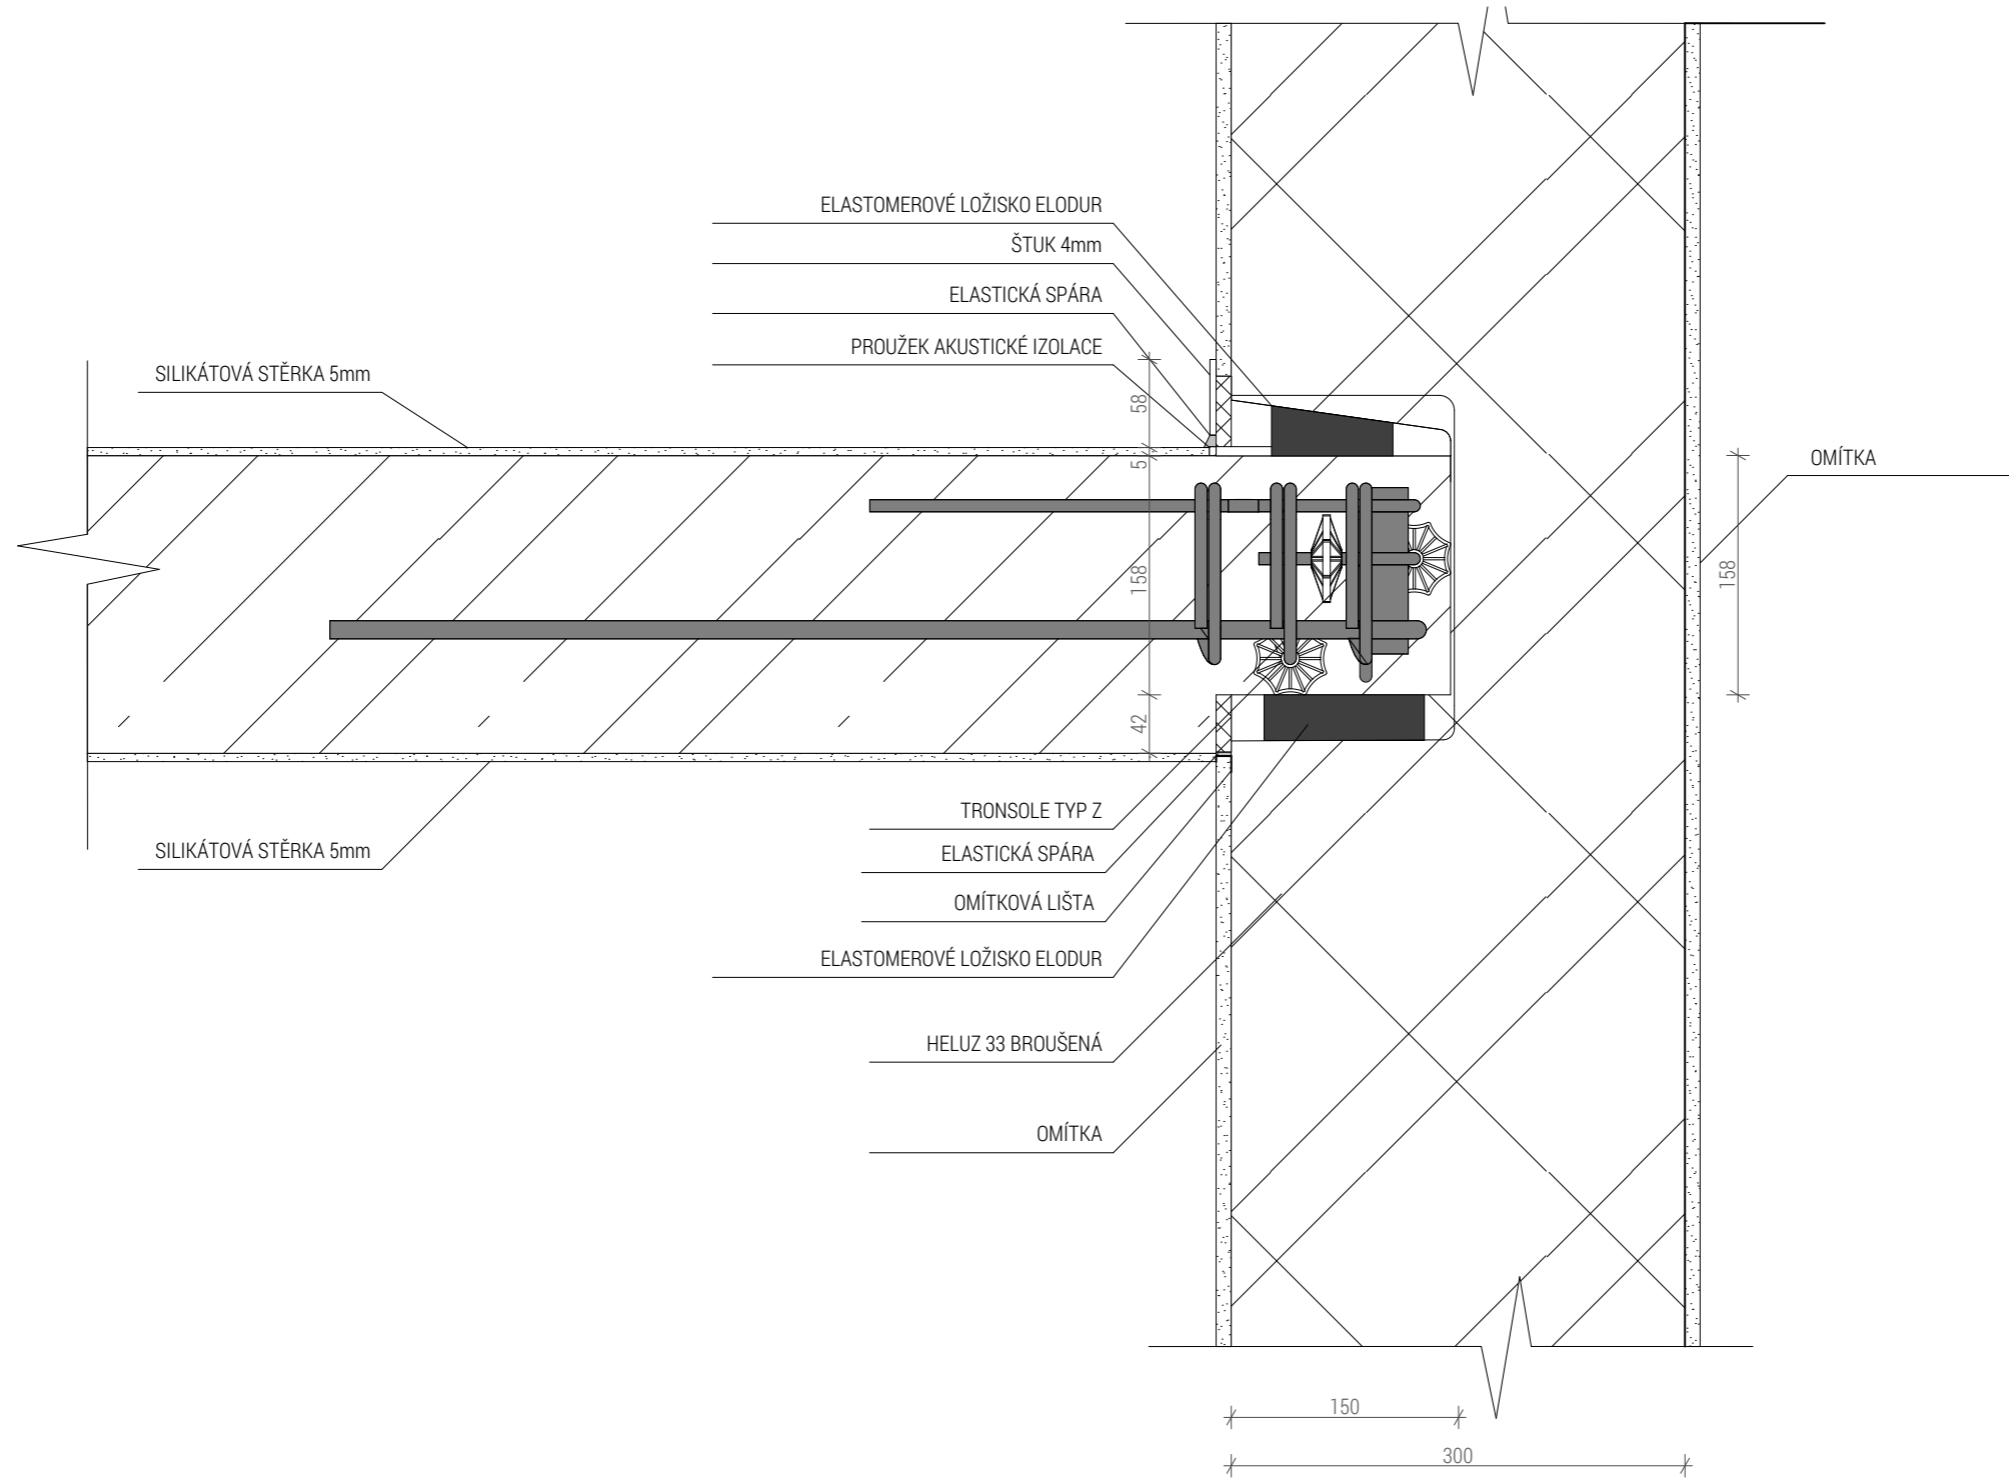 ELASTOMEROVÉ LOŽISKO ELODUR
ŠTUK 4mm
ELASTICKÁ SPÁRA
PROUŽEK AKUSTICKÉ IZOLACE
SILIKÁTOVÁ STĚRKA 5mm
58
5
158
42
OMÍTKA
158
SILIKÁTOVÁ STĚRKA 5mm
TRONSOLE TYP Z
ELASTICKÁ SPÁRA
OMÍTKOVÁ LIŠTA
ELASTOMEROVÉ LOŽISKO ELODUR
HELUZ 33 BROUŠENÁ
OMÍTKA
150
300